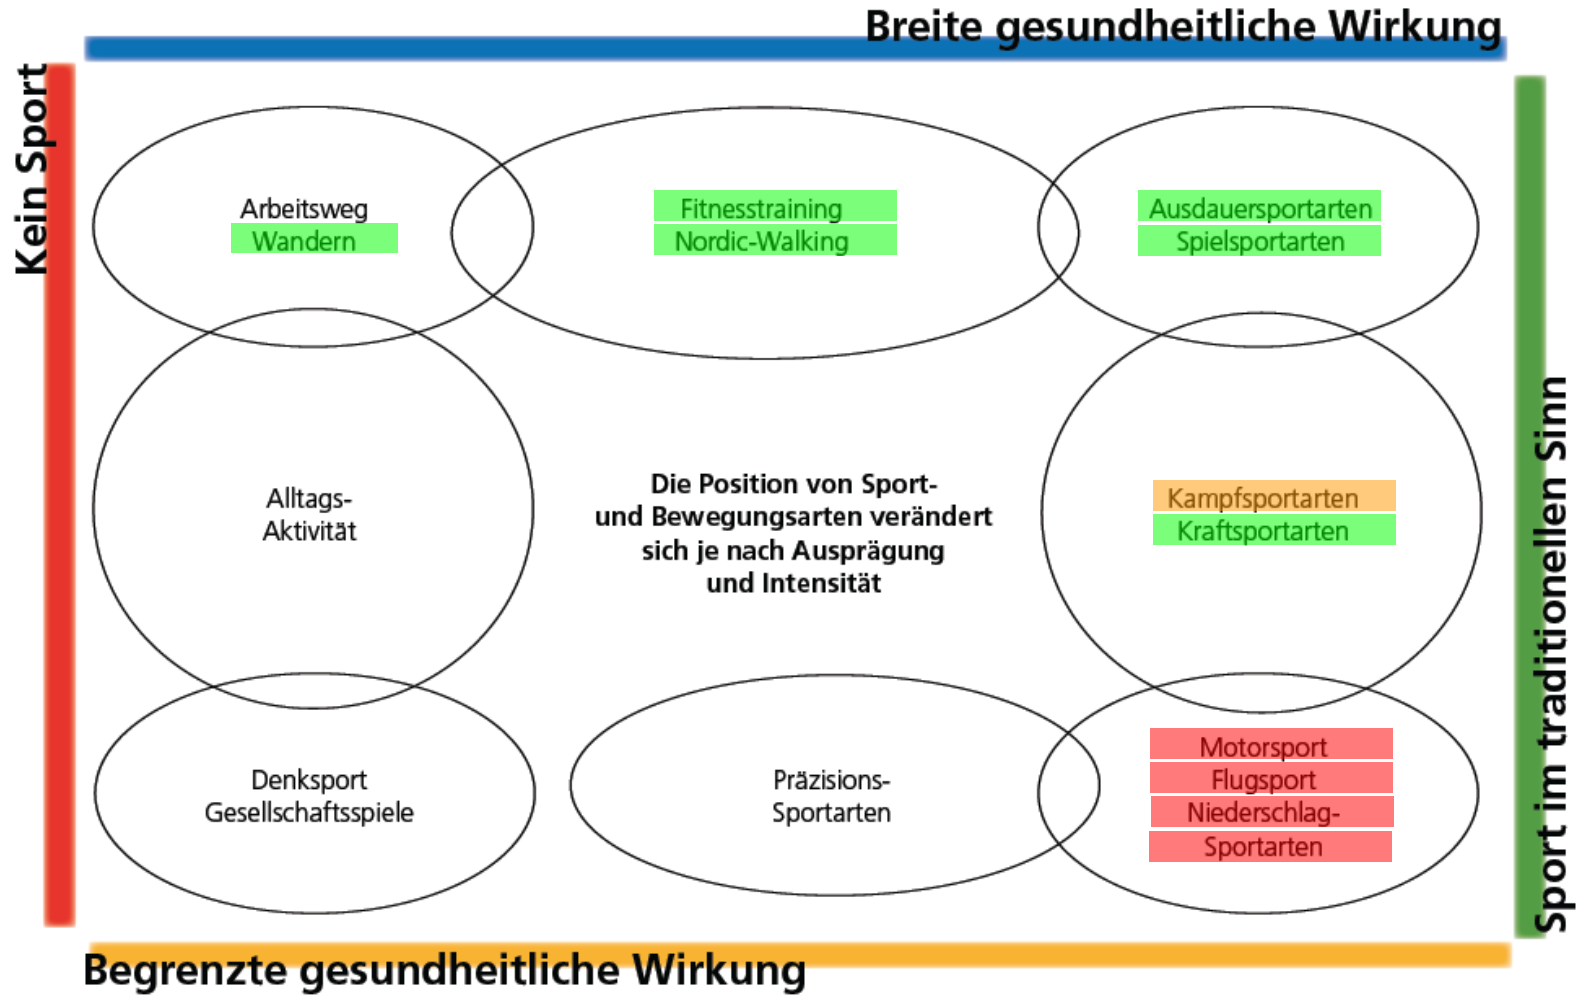 Breite gesundheitliche Wirkung
Kein Sport
Arbeitsweg
Wandern
Fitnesstraining
Nordic-Walking
Ausdauersportarten
Spielsportarten
Alltags-
Aktivität
Die Position von Sport-
und Bewegungsarten verändert
sich je nach Ausprägung
und Intensität
Kampfsportarten
Kraftsportarten
Sport im traditionellen Sinn
Denksport
Gesellschaftsspiele
Präzisions-
Sportarten
Motorsport
Flugsport
Niederschlag-
Sportarten
Begrenzte gesundheitliche Wirkung